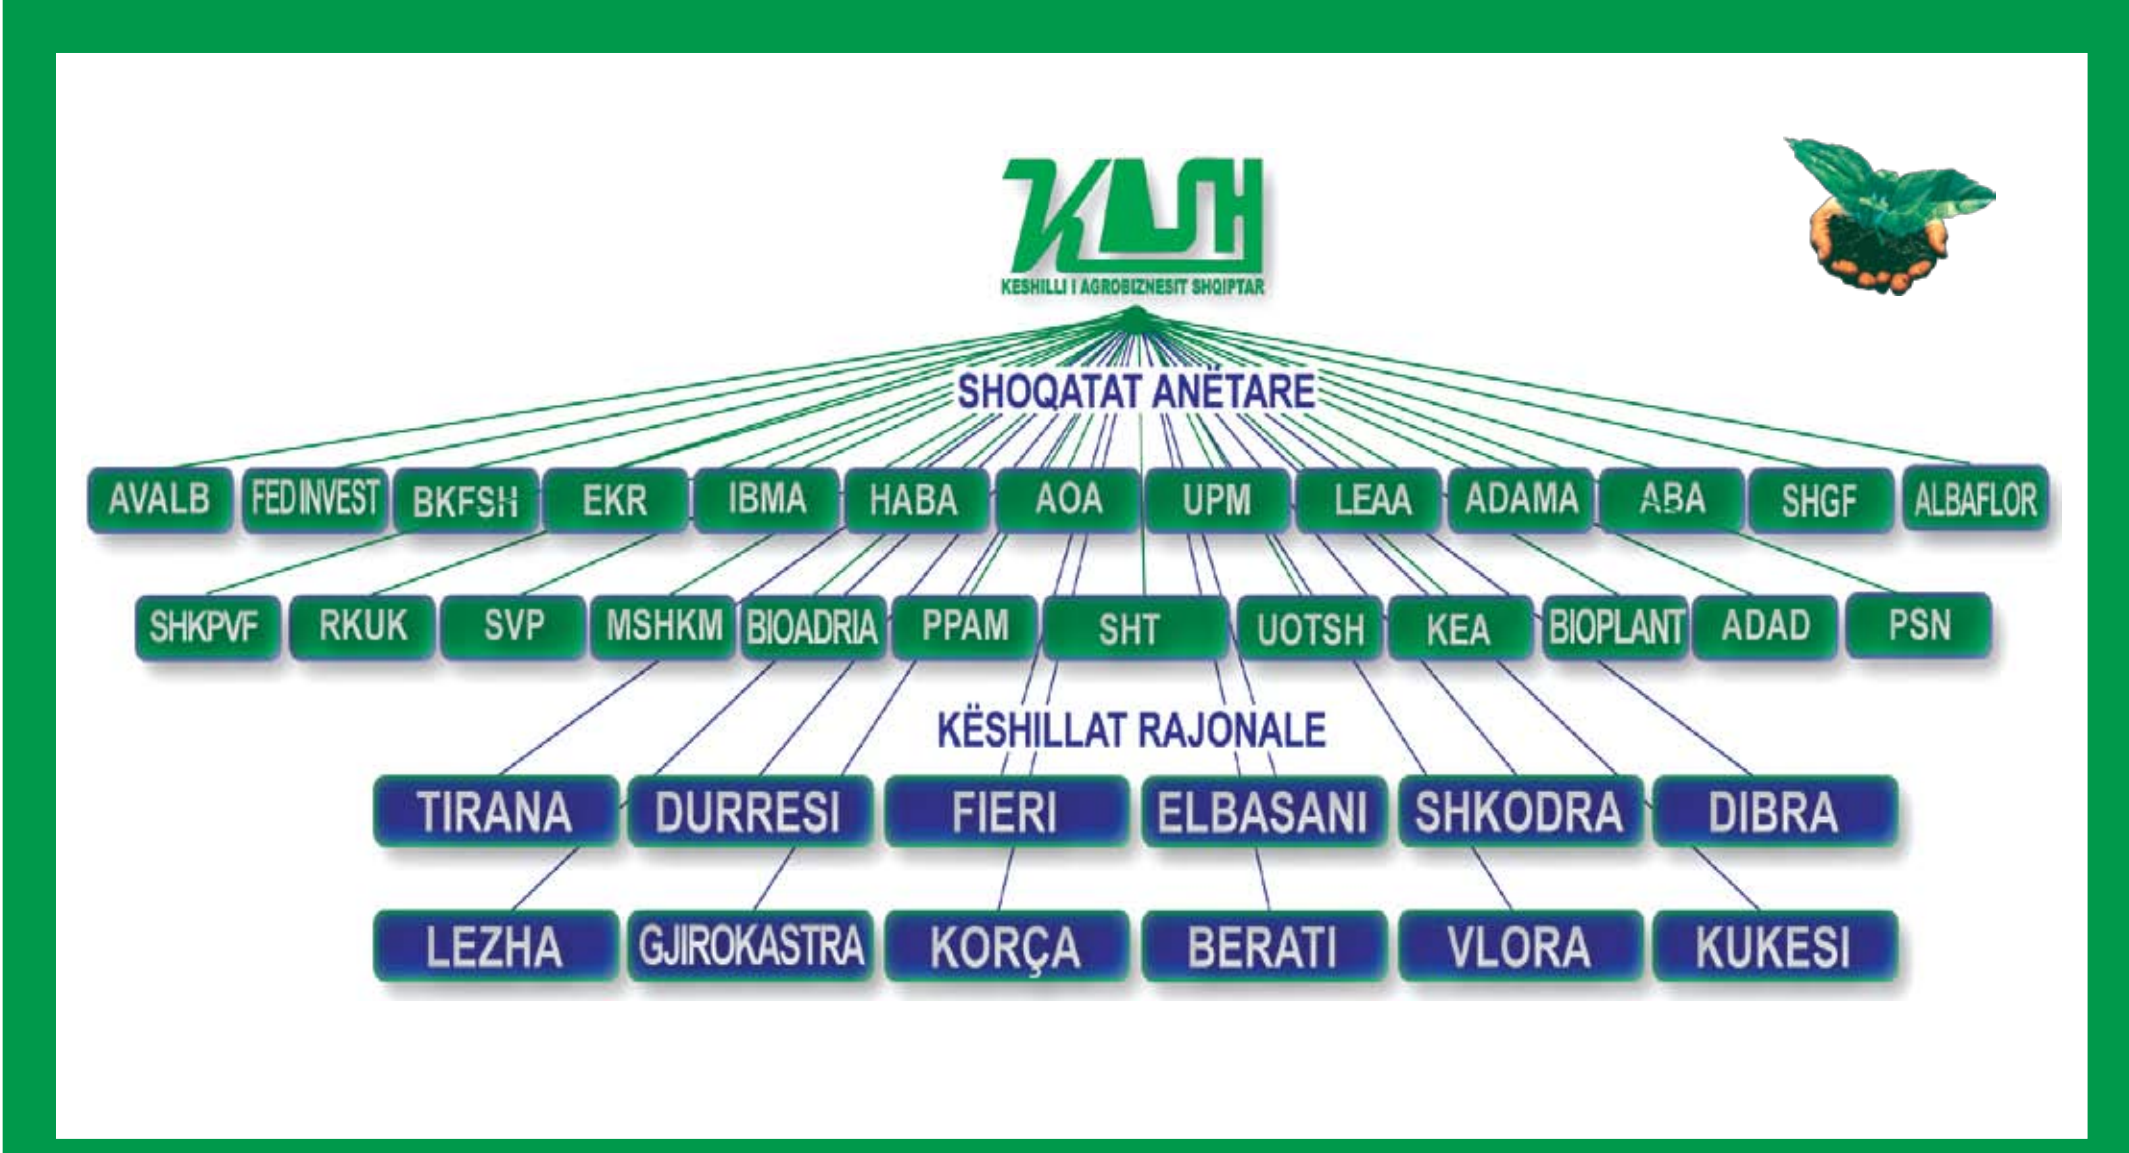 KASH
KESHILLI I AGROBIZNESIT SHQIPTAR
SHOQATAT ANËTARE
AVALB FEDINVEST BKFSH EKR IBMA HABA AOA UPM LEAA ADAMA ABA SHGF ALBAFLOR
SHKPVF RKUK SVP MSHKM BIOADRIA PPAM SHT UOTSH KEA BIOPLANT ADAD PSN
KËSHILLAT RAJONALE
TIRANA DURRESI FIERI ELBASANI SHKODRA DIBRA
LEZHA GJIROKASTRA KORÇA BERATI VLORA KUKESI